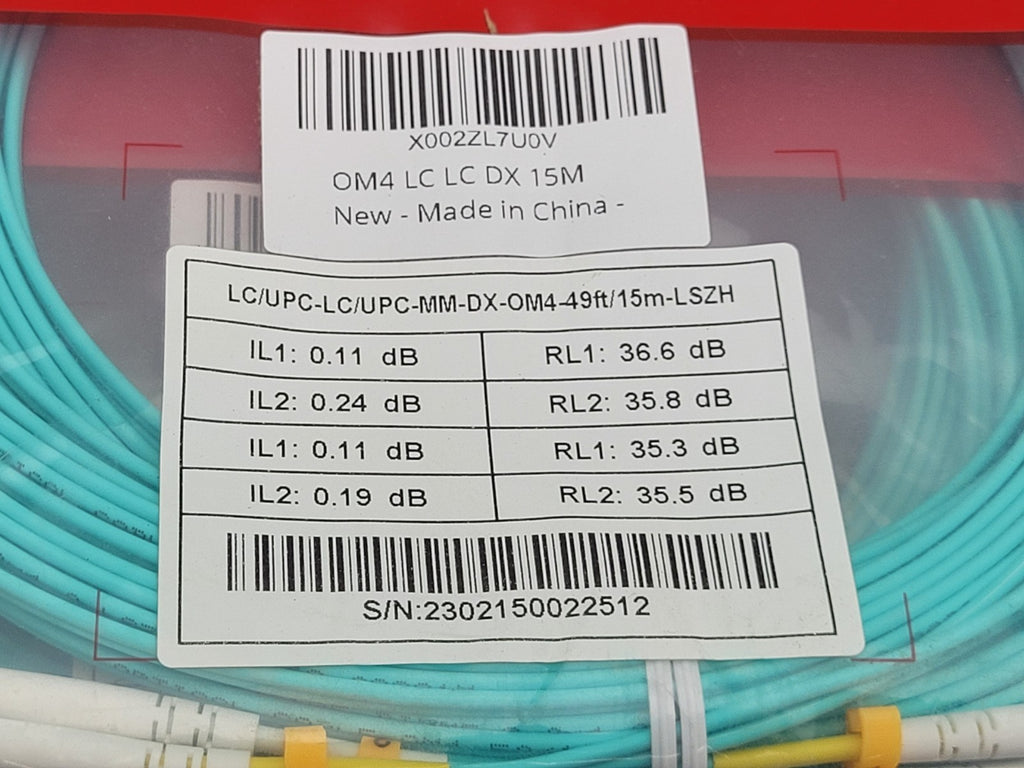 X002ZL7U0V
OM4 LC LC DX 15M
New - Made in China -
LC/UPC-LC/UPC-MM-DX-OM4-49ft/15m-LSZH
IL1: 0.11 dB RL1: 36.6 dB
IL2: 0.24 dB RL2: 35.8 dB
IL1: 0.11 dB RL1: 35.3 dB
IL2: 0.19 dB RL2: 35.5 dB
S/N:2302150022512